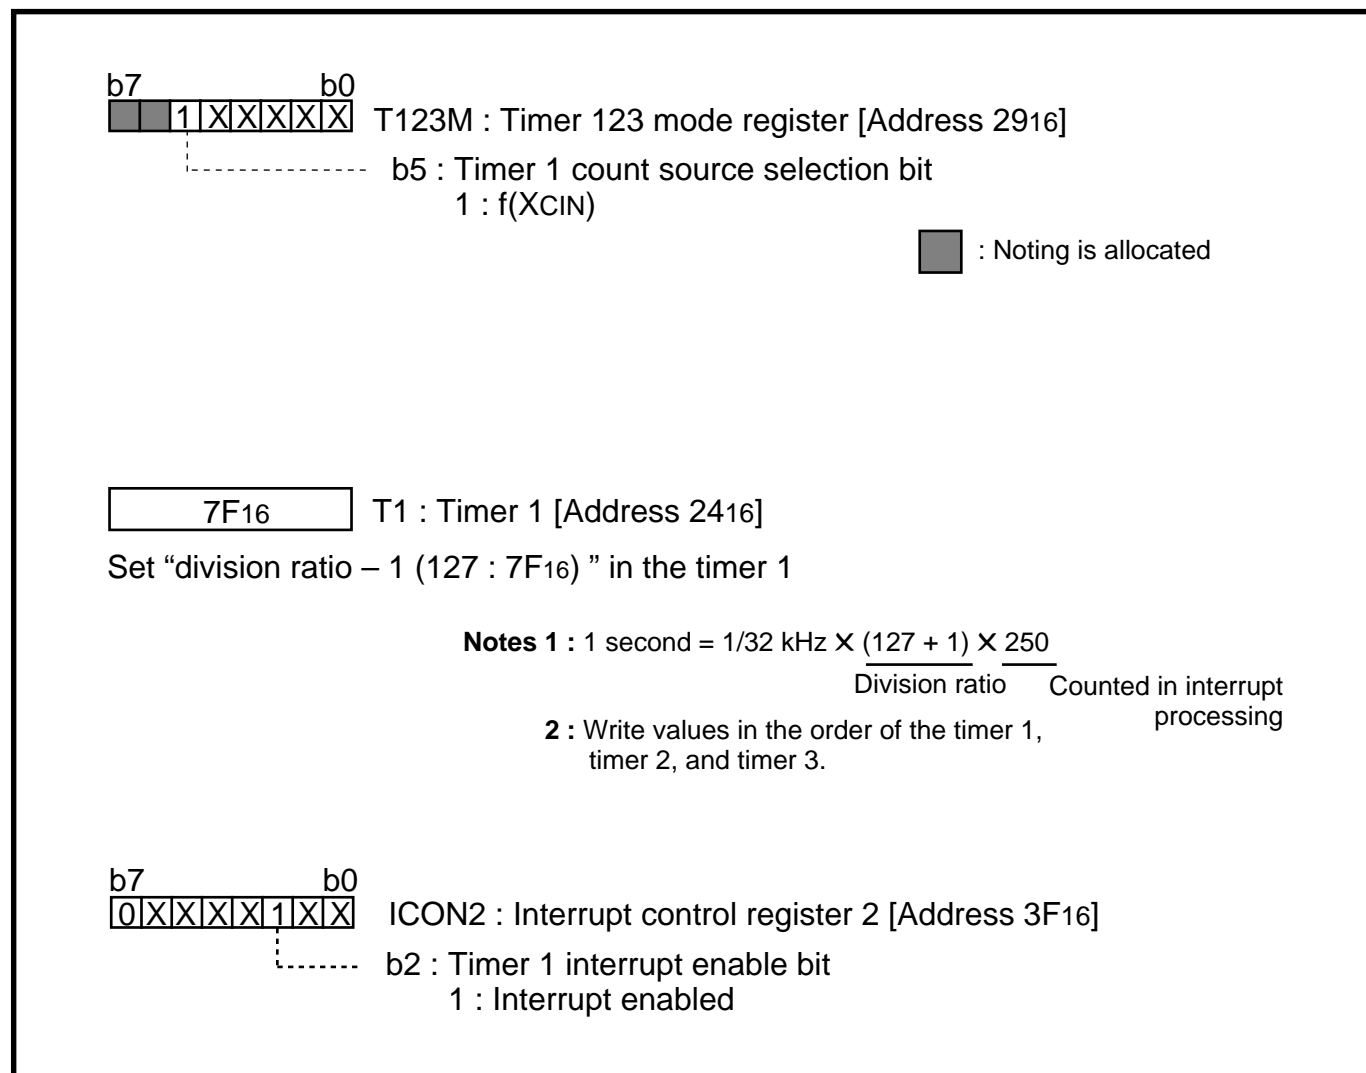 b7 b0
1 X X X X X T123M : Timer 123 mode register [Address 2916]
b5 : Timer 1 count source selection bit
1 : f(XCIN)
: Noting is allocated
7F16 T1 : Timer 1 [Address 2416]
Set “division ratio – 1 (127 : 7F16) ” in the timer 1
Notes 1 : 1 second = 1/32 kHz × (127 + 1) × 250
Division ratio Counted in interrupt
processing
2 : Write values in the order of the timer 1,
timer 2, and timer 3.
b7 b0
0 X X X X 1 X X ICON2 : Interrupt control register 2 [Address 3F16]
b2 : Timer 1 interrupt enable bit
1 : Interrupt enabled